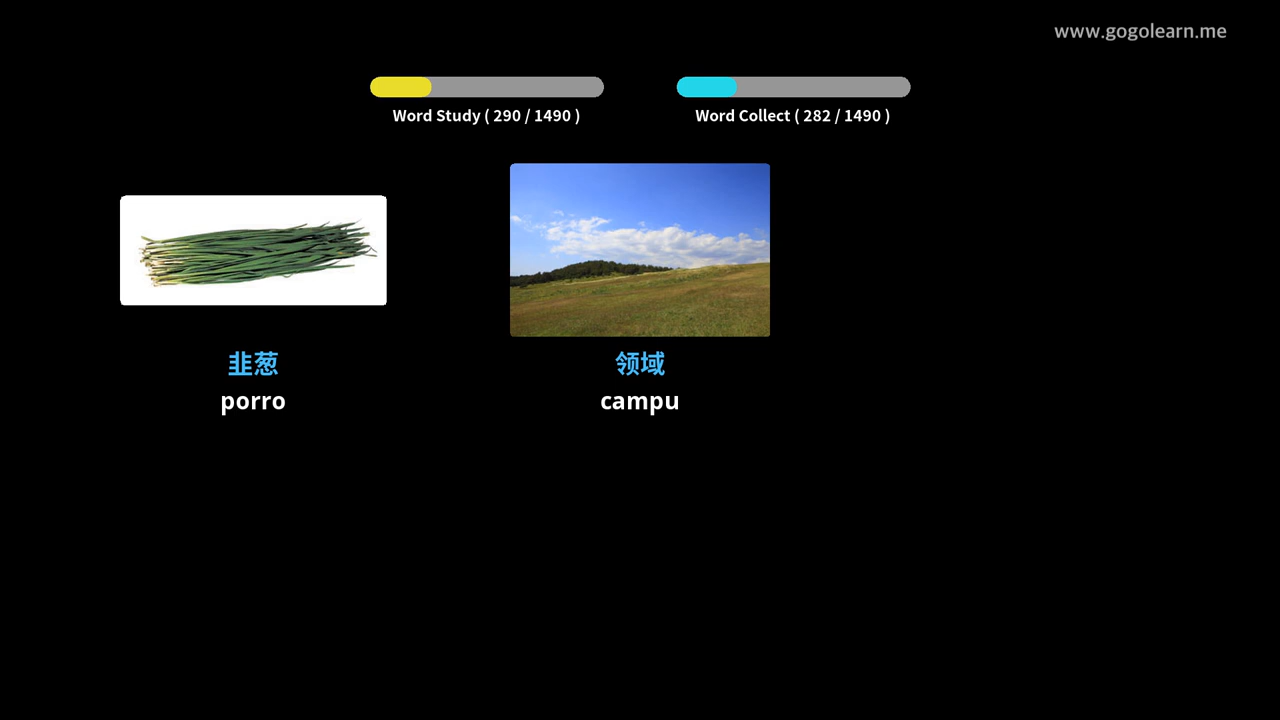 www.gogolearn.me
Word Study ( 290 / 1490 )
Word Collect ( 282 / 1490 )
韭葱
porro
领域
campu